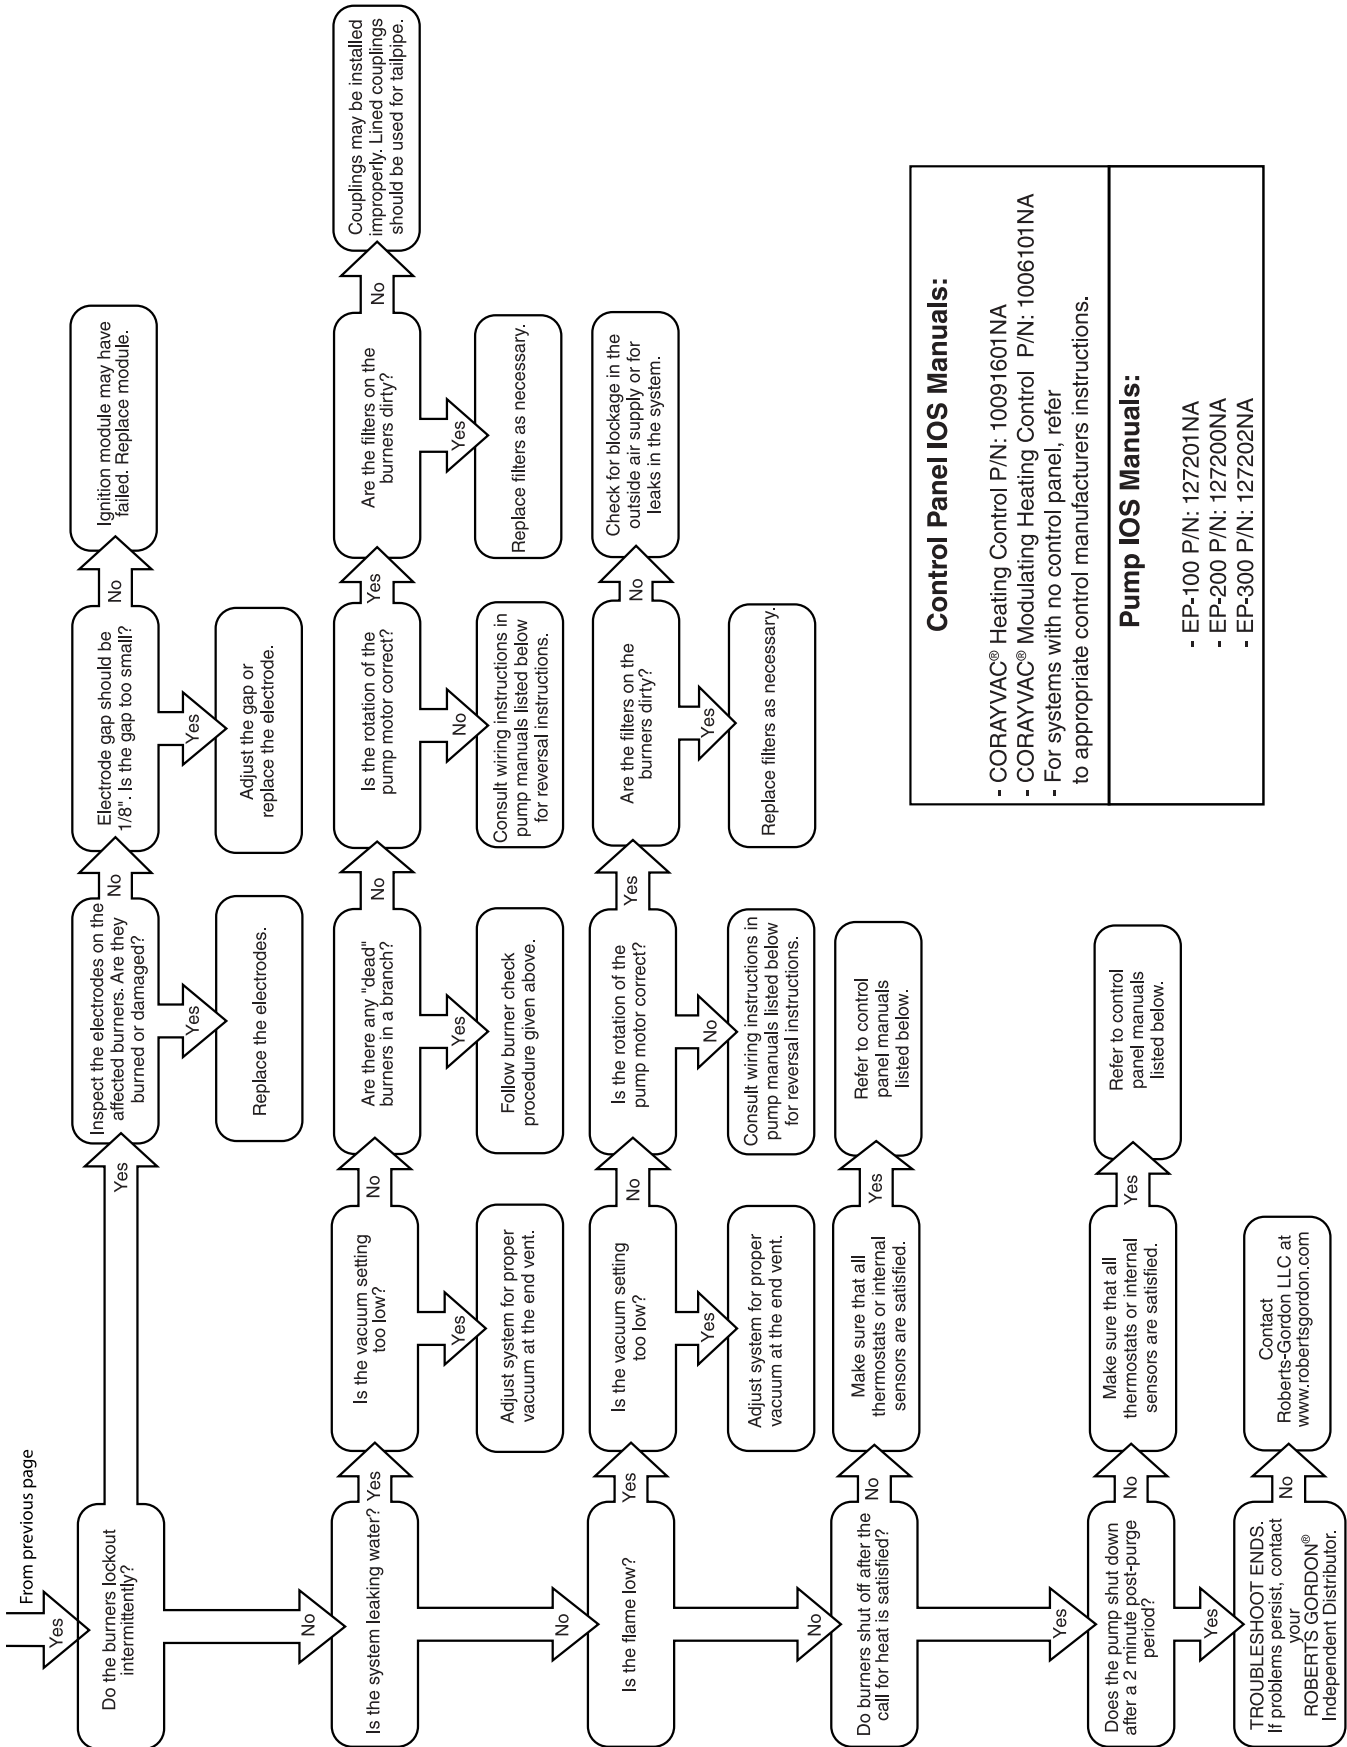 From previous page
Yes
Do the burners lockout
intermittently?
Yes
Inspect the electrodes on the
affected burners. Are they
burned or damaged?
No
Electrode gap should be
1/8". Is the gap too small?
No
Ignition module may have
failed. Replace module.
Yes
Replace the electrodes.
Yes
Adjust the gap or
replace the electrode.
No
Is the system leaking water?
Yes
Is the vacuum setting
too low?
No
Are there any "dead"
burners in a branch?
No
Is the rotation of the
pump motor correct?
Yes
Are the filters on the
burners dirty?
No
Couplings may be installed
improperly. Lined couplings
should be used for tailpipe.
Yes
Adjust system for proper
vacuum at the end vent.
Yes
Follow burner check
procedure given above.
No
Consult wiring instructions in
pump manuals listed below
for reversal instructions.
Yes
Replace filters as necessary.
No
Is the flame low?
Yes
Is the vacuum setting
too low?
No
Is the rotation of the
pump motor correct?
Yes
Are the filters on the
burners dirty?
No
Check for blockage in the
outside air supply or for
leaks in the system.
Yes
Adjust system for proper
vacuum at the end vent.
No
Consult wiring instructions in
pump manuals listed below
for reversal instructions.
Yes
Replace filters as necessary.
No
Do burners shut off after the
call for heat is satisfied?
No
Make sure that all
thermostats or internal
sensors are satisfied.
Yes
Refer to control
panel manuals
listed below.
Yes
Does the pump shut down
after a 2 minute post-purge
period?
No
Make sure that all
thermostats or internal
sensors are satisfied.
Yes
Refer to control
panel manuals
listed below.
Yes
TROUBLESHOOT ENDS.
If problems persist, contact
your
ROBERTS GORDON®
Independent Distributor.
No
Contact
Roberts-Gordon LLC at
www.robertsgordon.com
Control Panel IOS Manuals:
- CORAYVAC® Heating Control P/N: 10091601NA
- CORAYVAC® Modulating Heating Control P/N: 1006101NA
- For systems with no control panel, refer
to appropriate control manufacturers instructions.
Pump IOS Manuals:
- EP-100 P/N: 127201NA
- EP-200 P/N: 127200NA
- EP-300 P/N: 127202NA